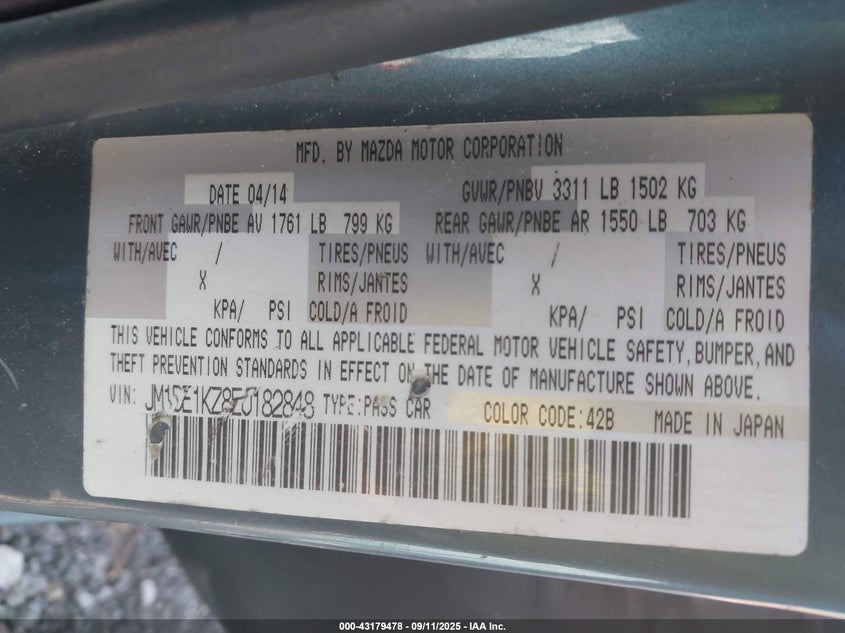 MFD. BY MAZDA MOTOR CORPORATION
DATE 04/14 GVWR/PNBV 3311 LB 1502 KG
FRONT GAWR/PNBE AV 1761 LB 799 KG REAR GAWR/PNBE AR 1550 LB 703 KG
WITH/AVEC / TIRES/PNEUS WITH/AVEC / TIRES/PNEUS
X RIMS/JANTES X RIMS/JANTES
KPA/ PSI COLD/A FROID KPA/ PSI COLD/A FROID
THIS VEHICLE CONFORMS TO ALL APPLICABLE FEDERAL MOTOR VEHICLE SAFETY, BUMPER, AND
THEFT PREVENTION STANDARDS IN EFFECT ON THE DATE OF MANUFACTURE SHOWN ABOVE.
VIN: JM1DE1KZ8E0182848 TYPE:PASS CAR COLOR CODE:42B MADE IN JAPAN
000-43179478 - 09/11/2025 - IAA Inc.